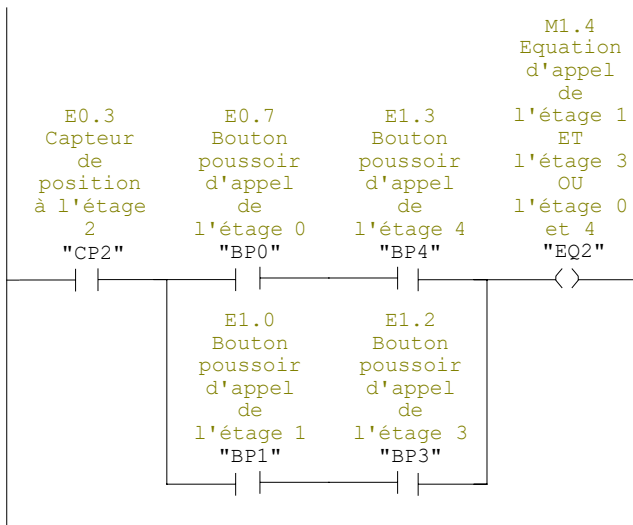 M1.4
Equation
d'appel
de
l'étage 1
ET
l'étage 3
OU
l'étage 0
et 4
"EQ2"
E0.3
Capteur
de
position
à l'étage
2
"CP2"
E0.7
Bouton
poussoir
d'appel
de
l'étage 0
"BP0"
E1.3
Bouton
poussoir
d'appel
de
l'étage 4
"BP4"
E1.0
Bouton
poussoir
d'appel
de
l'étage 1
"BP1"
E1.2
Bouton
poussoir
d'appel
de
l'étage 3
"BP3"